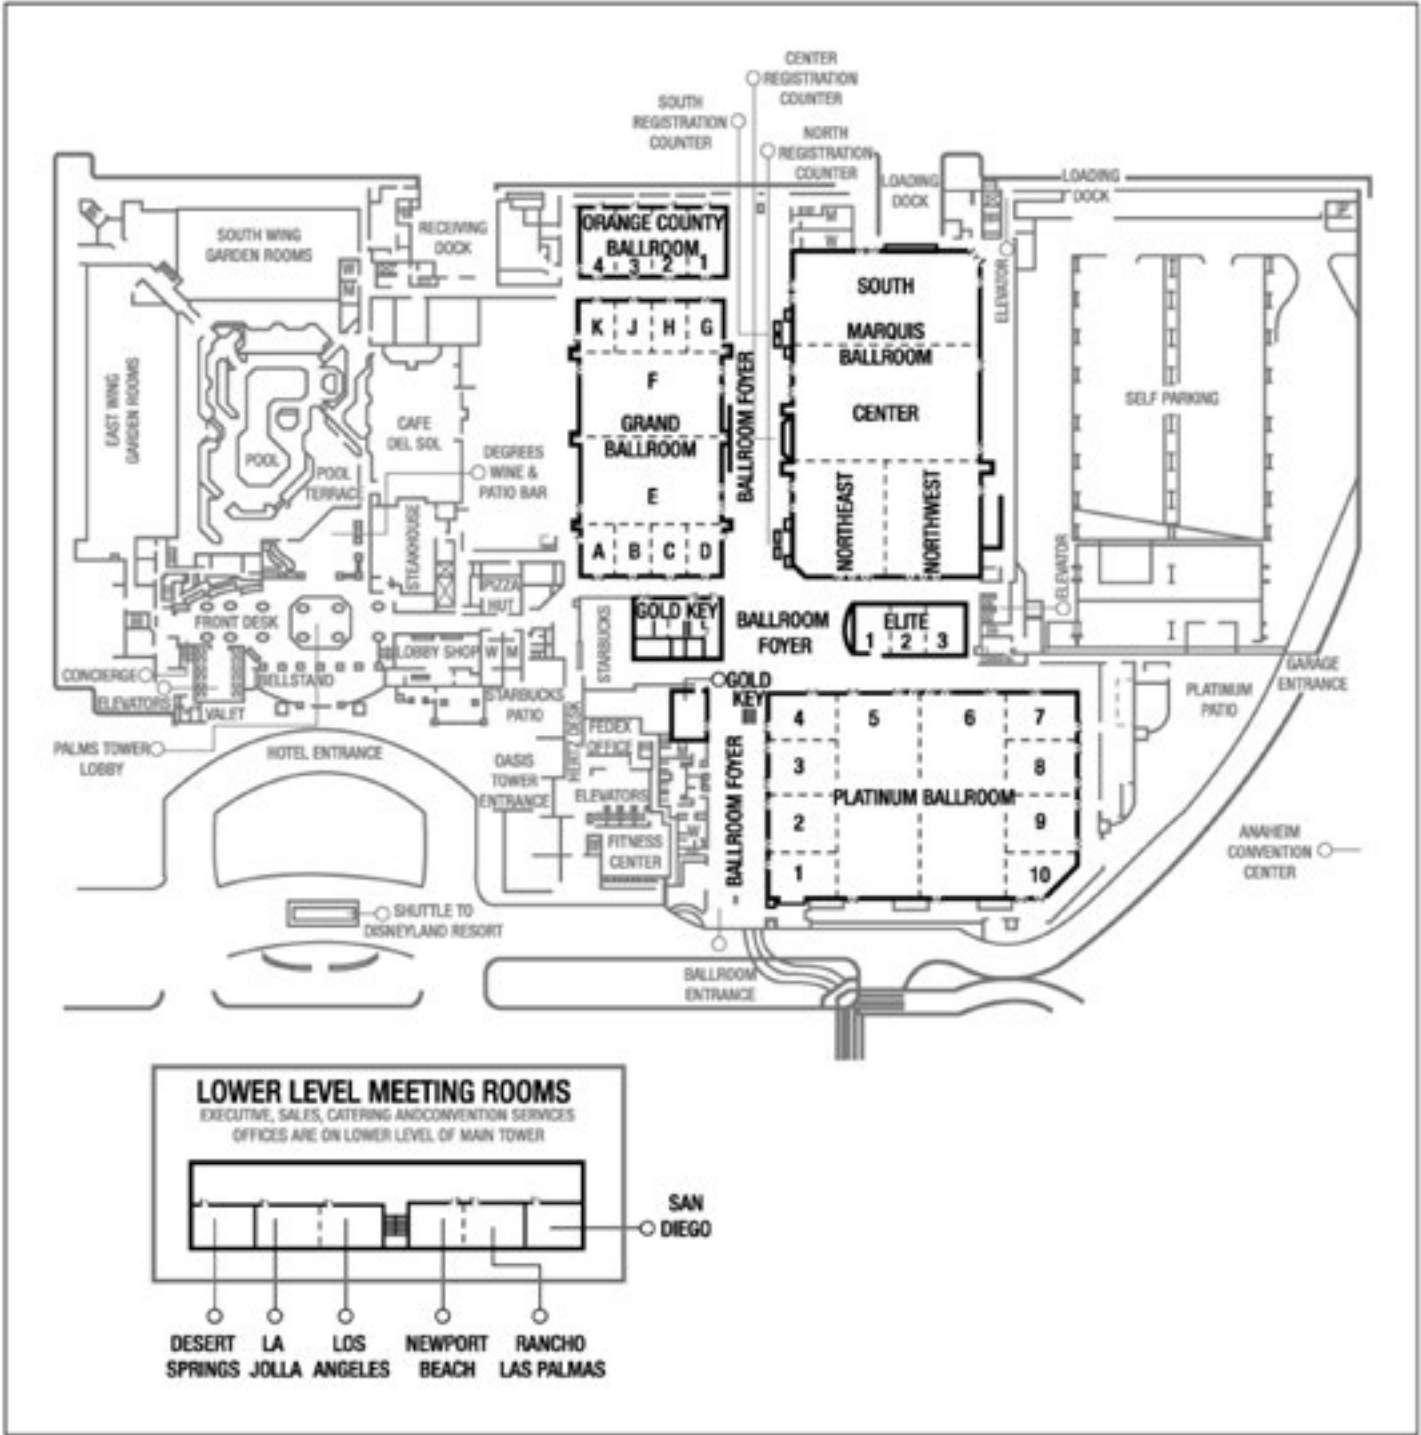 CENTER
REGISTRATION
COUNTER
SOUTH
REGISTRATION
COUNTER
NORTH
REGISTRATION
COUNTER
LOADING
DOCK
LOADING
DOCK
SOUTH WING
GARDEN ROOMS
RECEIVING
DOCK
ORANGE COUNTY
BALLROOM
4 3 2 1
M
W
ELEVATOR
SOUTH
MARQUIS
BALLROOM
CENTER
NORTHEAST
NORTHWEST
K J H G
F
GRAND
BALLROOM
E
A B C D
BALLROOM FOYER
EAST WING
GARDEN ROOMS
POOL
POOL
TERRAC
CAFE
DEL SOL
DEGREES
WINE &
PATIO BAR
STEAKHOUSE
PIZZA
HUT
SELF PARKING
ELEVATOR
FRONT DESK
LOBBY SHOP
W M
STARBUCKS
GOLD KEY
BALLROOM
FOYER
ELITE
1 2 3
CONCIERGE
ELEVATORS
BELLSTAND
VALET
STARBUCKS
PATIO
GOLD
KEY
GARAGE
ENTRANCE
PLATINUM
PATIO
PALMS TOWER
LOBBY
HOTEL ENTRANCE
OASIS
TOWER
ENTRANCE
HERTZ DESK
FEDEX
OFFICE
ELEVATORS
FITNESS
CENTER
W
BALLROOM FOYER
4 5 6 7
3 8
PLATINUM BALLROOM
2 9
1 10
ANAHEIM
CONVENTION
CENTER
SHUTTLE TO
DISNEYLAND RESORT
BALLROOM
ENTRANCE
LOWER LEVEL MEETING ROOMS
EXECUTIVE, SALES, CATERING ANDCONVENTION SERVICES
OFFICES ARE ON LOWER LEVEL OF MAIN TOWER
SAN
DIEGO
DESERT
SPRINGS
LA
JOLLA
LOS
ANGELES
NEWPORT
BEACH
RANCHO
LAS PALMAS